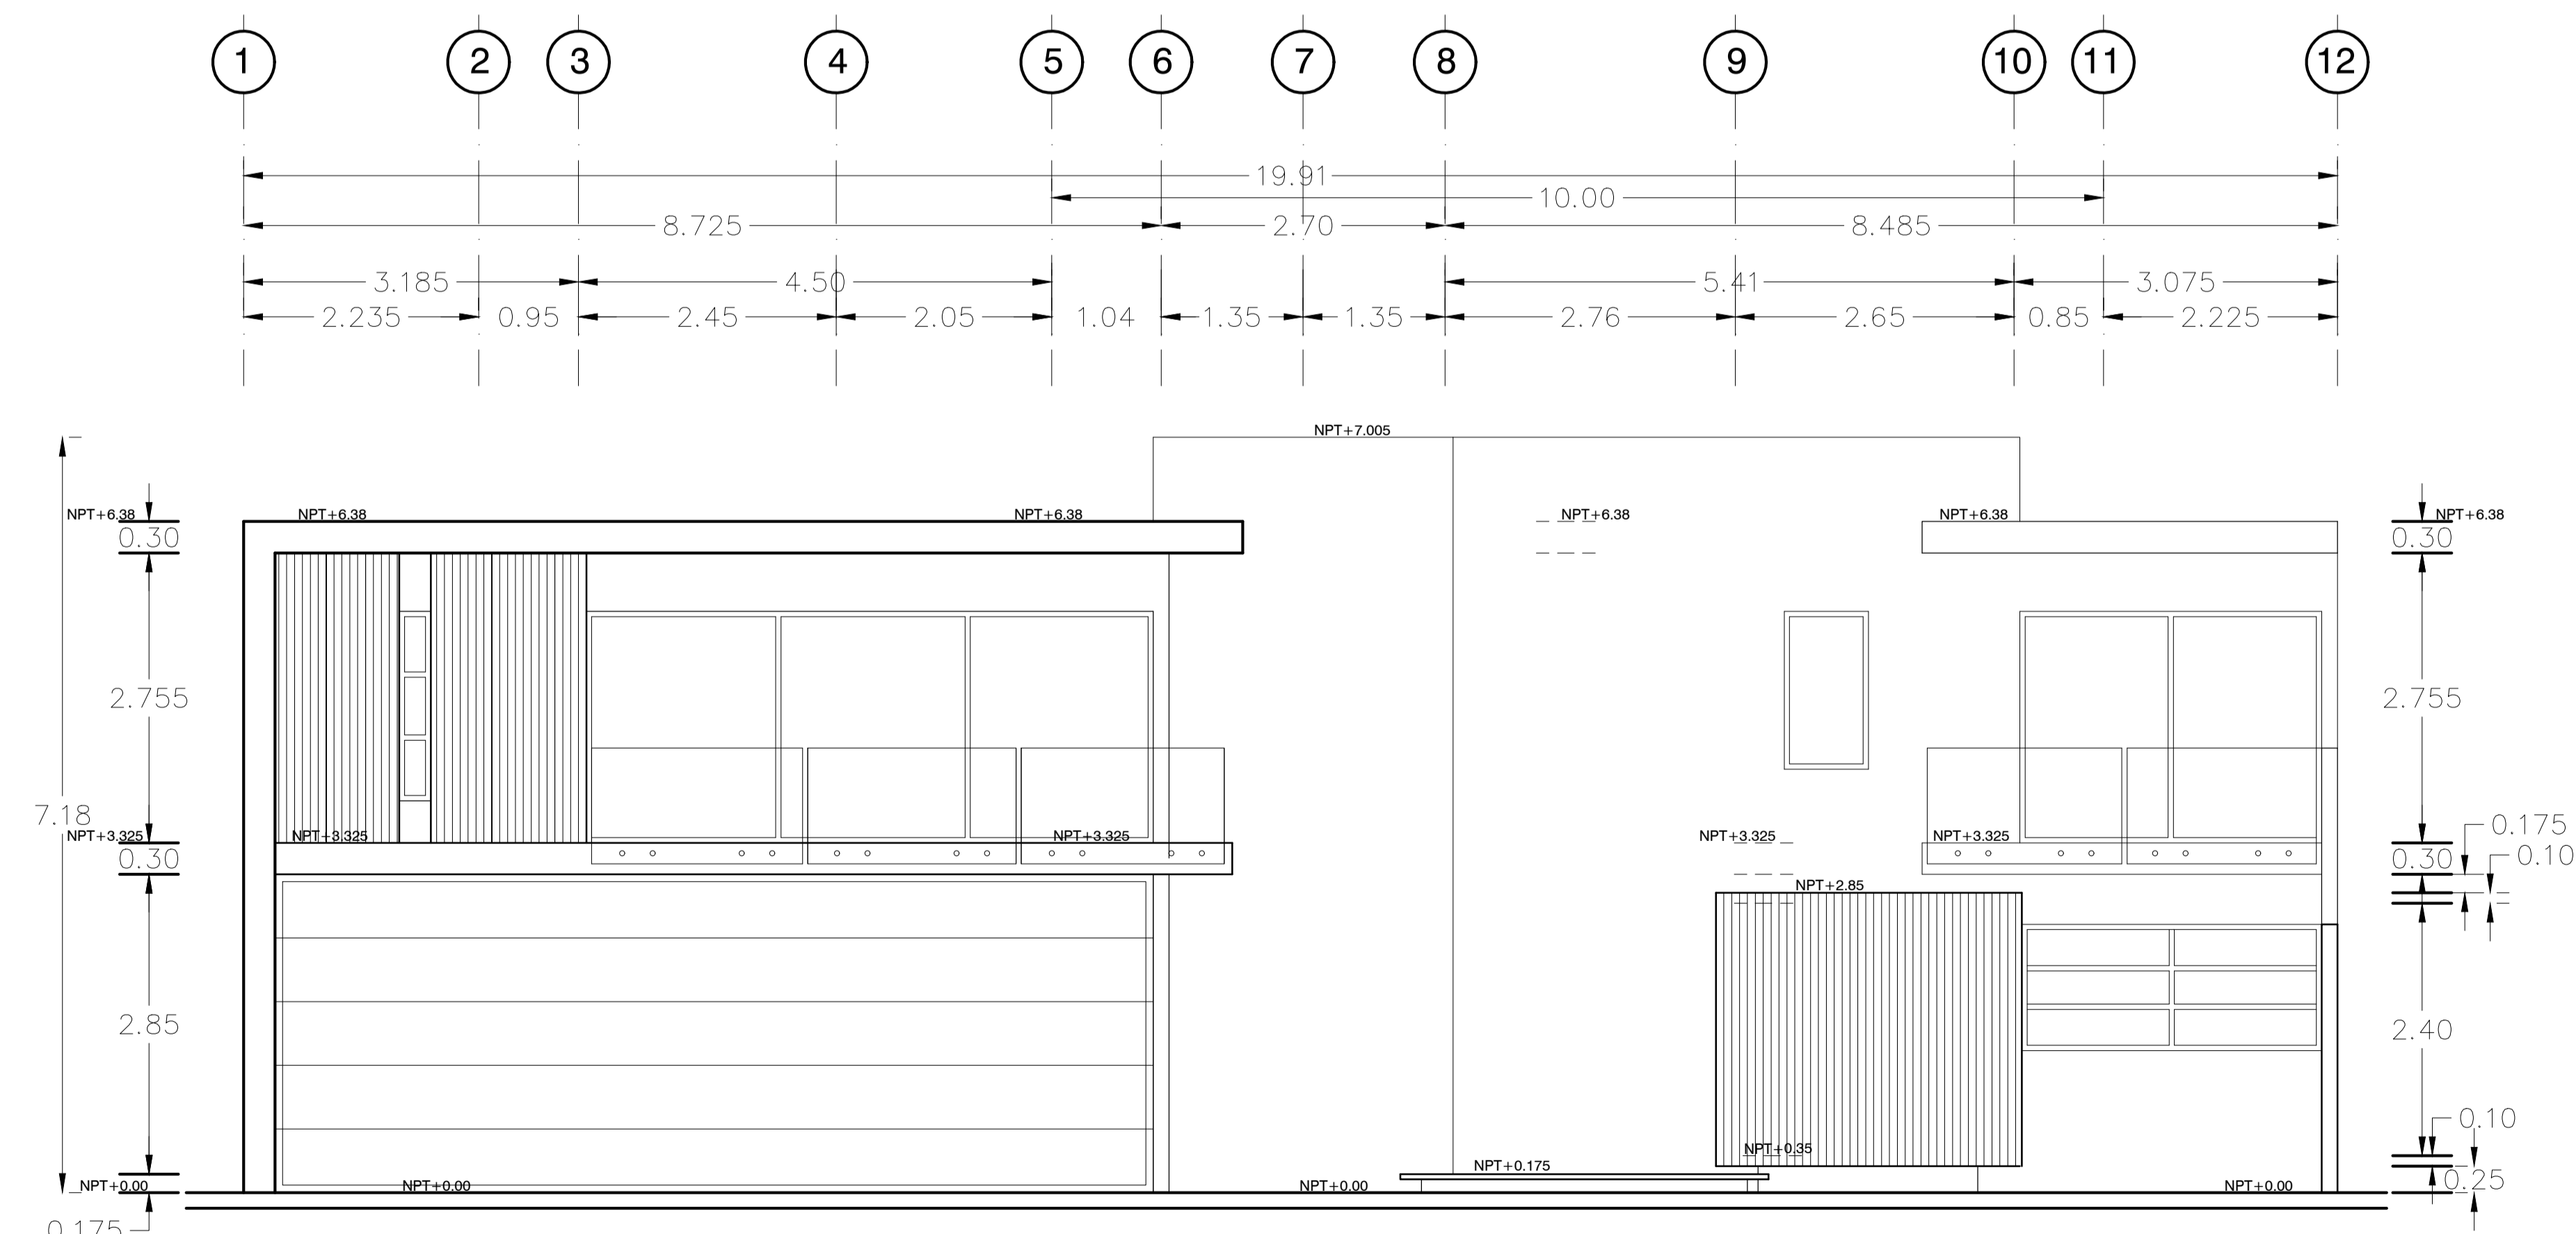 1 2 3 4 5 6 7 8 9 10 11 12
19.91
10.00
8.725 2.70 8.485
3.185 4.50 5.41 3.075
2.235 0.95 2.45 2.05 1.04 1.35 1.35 2.76 2.65 0.85 2.225
NPT+7.005
NPT+6.38 NPT+6.38 NPT+6.38 NPT+6.38 NPT+6.38 NPT+6.38
0.30 0.30
2.755 2.755
7.18 0.175
NPT+3.325 NPT+3.325 NPT+3.325 NPT+3.325 NPT+3.325
0.30 0.30 0.10
NPT+2.85
2.85 2.40
0.10
NPT+0.35
NPT+0.175
0.25
NPT+0.00 NPT+0.00 NPT+0.00 NPT+0.00
0.175